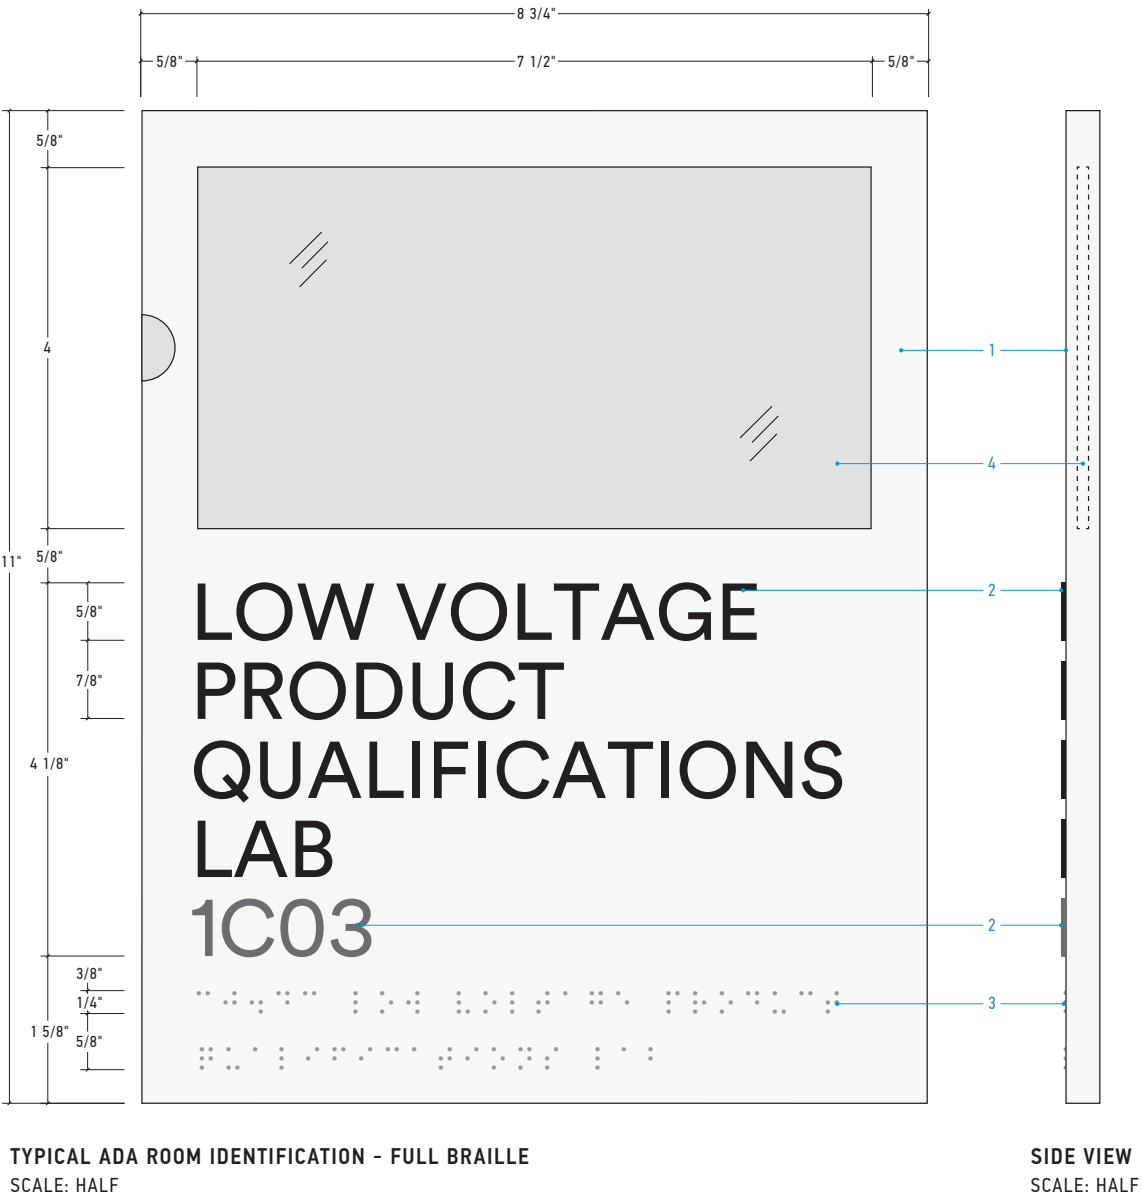 8 3/4"
5/8"
7 1/2"
5/8"
5/8"
4
1
4
11"
5/8"
LOW VOLTAGE
2
5/8"
PRODUCT
7/8"
4 1/8"
QUALIFICATIONS
LAB
1C03
2
3/8"
1/4"
3
1 5/8"
5/8"
TYPICAL ADA ROOM IDENTIFICATION - FULL BRAILLE
SCALE: HALF
SIDE VIEW
SCALE: HALF